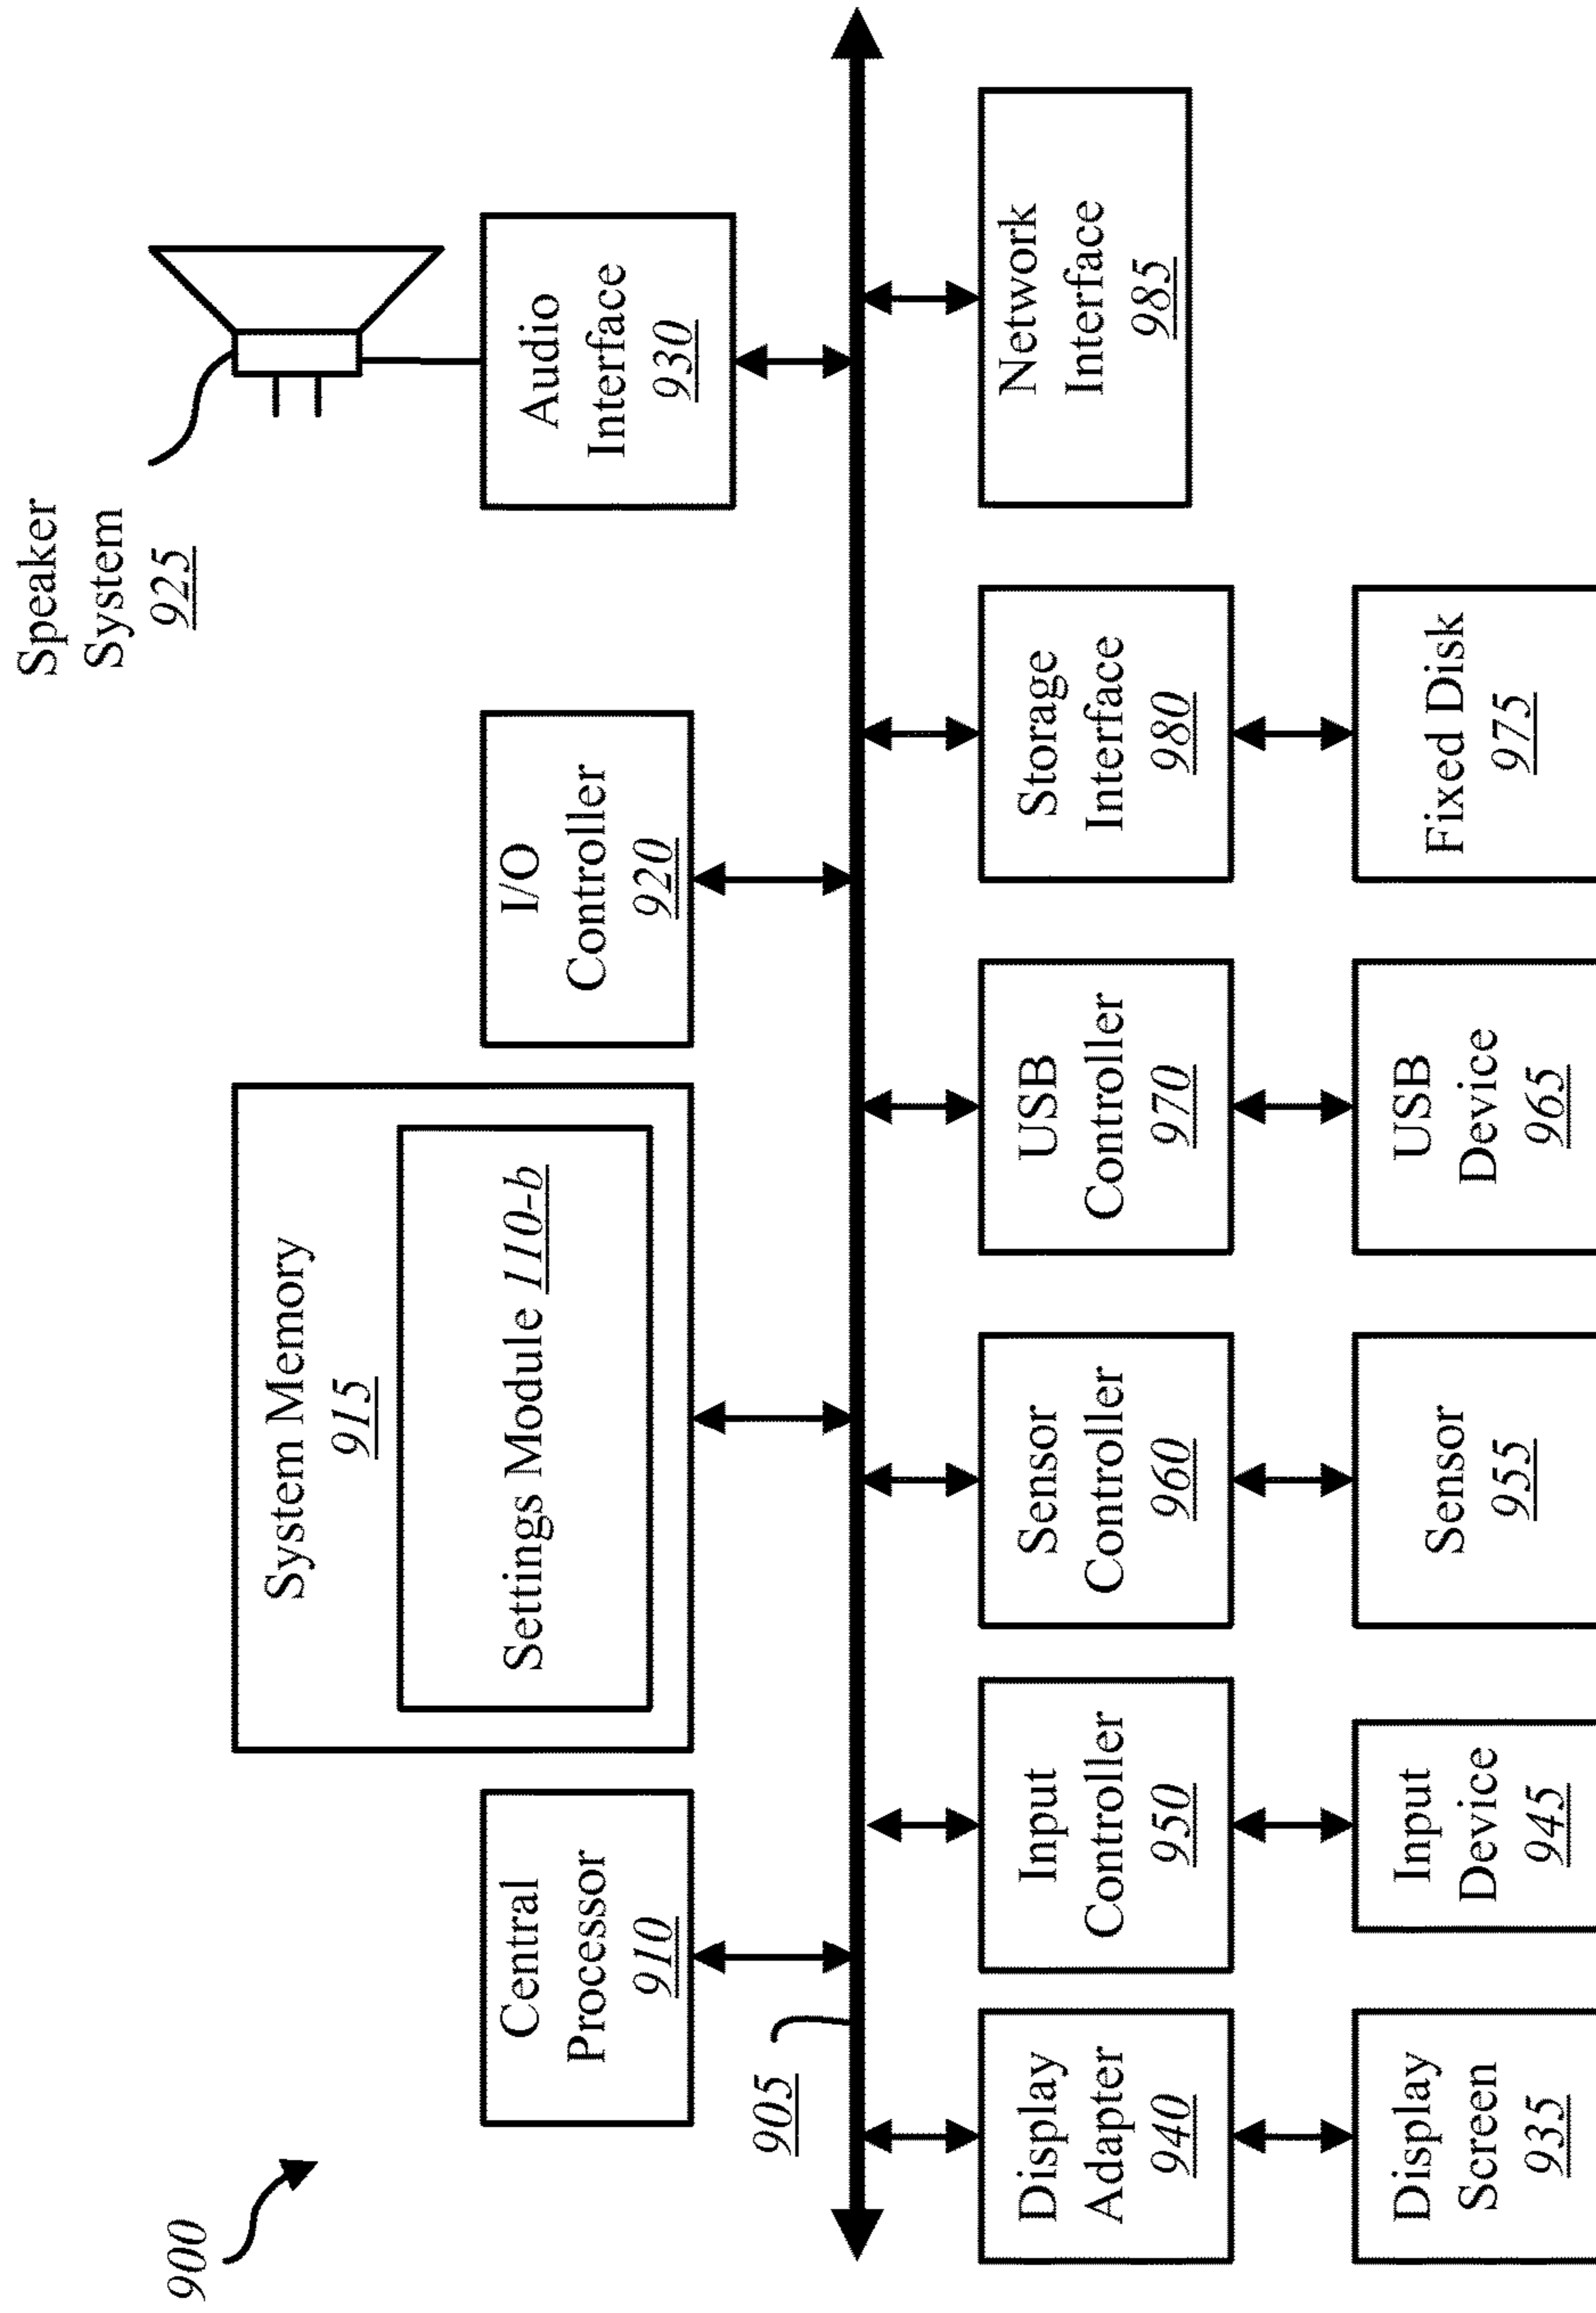 900
Speaker
System
925
System Memory
915
Settings Module 110-b
Central
Processor
910
I/O
Controller
920
Audio
Interface
930
905
Display
Adapter
940
Input
Controller
950
Sensor
Controller
960
USB
Controller
970
Storage
Interface
980
Network
Interface
985
Display
Screen
935
Input
Device
945
Sensor
955
USB
Device
965
Fixed Disk
975